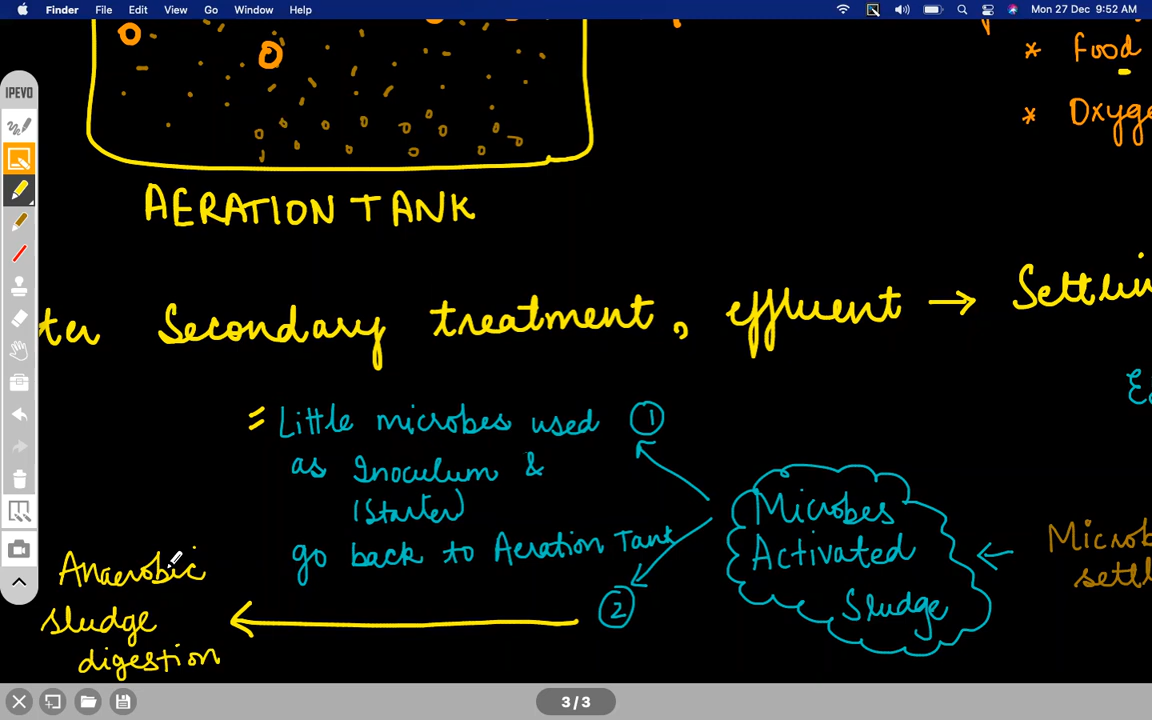 Finder File Edit View Window Go Help Mon 27 Dec 9:52 AM
IPEVO
* Food
* Oxyge
AERATION TANK
ter Secondary treatment, effluent → Settlin
= Little microbes used ①
as Inoculum &
(Starter)
go back to Aeration Tank
Microbes
Activated
Sludge
←
Microb
settl
②
Anaerobic
sludge
digestion
3/3